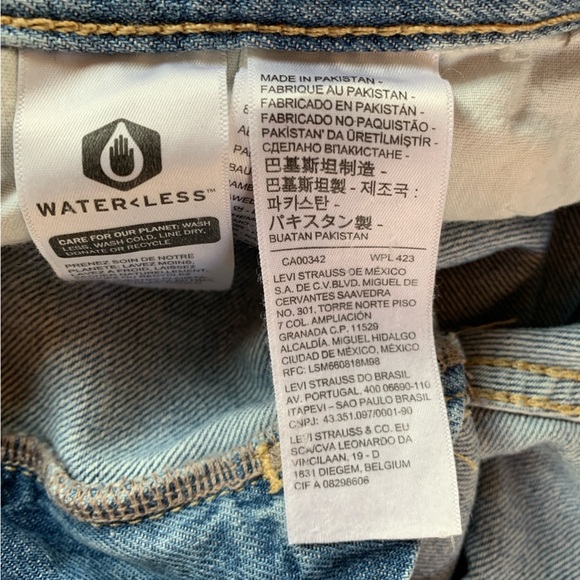 WATER<LESS™
CARE FOR OUR PLANET: WASH
LESS, WASH COLD, LINE DRY,
DONATE OR RECYCLE
PRENEZ SOIN DE NOTRE
PLANÈTE: LAVEZ MOINS,
LAVEZ À FROID, LAISSEZ
MADE IN PAKISTAN -
FABRIQUE AU PAKISTAN -
FABRICADO EN PAKISTÁN -
FABRICADO NO PAQUISTÃO -
PAKİSTAN'DA ÜRETİLMİŞTİR -
СДЕЛАНО ВПАКИСТАНЕ -
巴基斯坦制造 -
巴基斯坦製 - 제조국 :
파키스탄 -
パキスタン製 -
BUATAN PAKISTAN
CA00342 WPL 423
LEVI STRAUSS DE MÉXICO
S.A. DE C.V.BLVD. MIGUEL DE
CERVANTES SAAVEDRA
NO. 301, TORRE NORTE PISO
7 COL. AMPLIACIÓN
GRANADA C.P. 11529
ALCALDÍA. MIGUEL HIDALGO
CIUDAD DE MÉXICO, MÉXICO
RFC: LSM660818M98
LEVI STRAUSS DO BRASIL
AV. PORTUGAL, 400 06690-110
ITAPEVI – SAO PAULO BRASIL
CNPJ: 43.351.097/0001-90
STRAUSS & CO. EU
LEONARDO DA
VINCILAAN, 19 - D
1831 DIEGEM, BELGIUM
CIF A 08298606